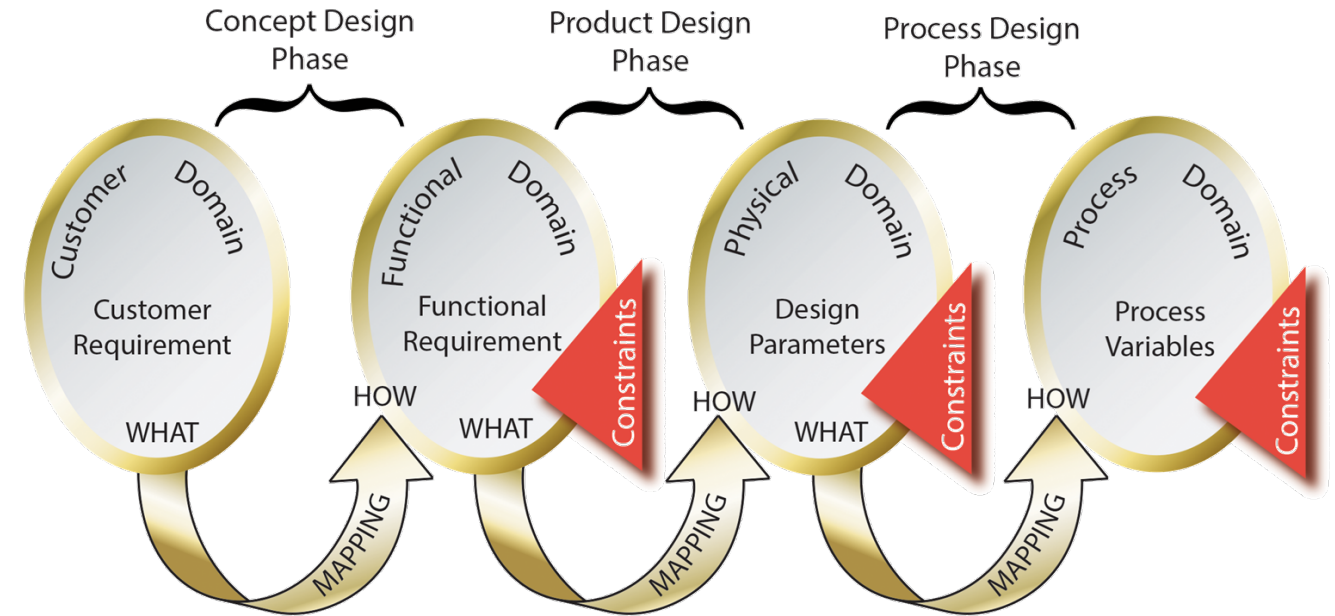 Concept Design
Phase
Product Design
Phase
Process Design
Phase
Customer Domain
Customer
Requirement
WHAT
MAPPING
HOW
Functional Domain
Functional
Requirement
WHAT
Constraints
MAPPING
HOW
Physical Domain
Design
Parameters
WHAT
Constraints
MAPPING
HOW
Process Domain
Process
Variables
Constraints